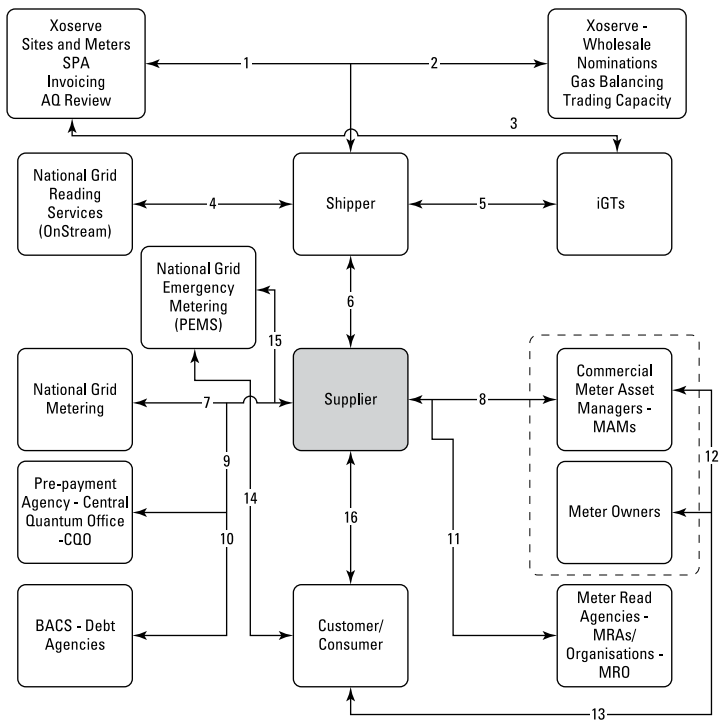 Xoserve
Sites and Meters
SPA
Invoicing
AQ Review
1
2
Xoserve -
Wholesale
Nominations
Gas Balancing
Trading Capacity
3
National Grid
Reading
Services
(OnStream)
4
Shipper
5
iGTs
National Grid
Emergency
Metering
(PEMS)
6
15
National Grid
Metering
7
Supplier
8
Commercial
Meter Asset
Managers -
MAMs
12
9
Pre-payment
Agency - Central
Quantum Office
-CQO
14
16
11
Meter Owners
10
BACS - Debt
Agencies
Customer/
Consumer
Meter Read
Agencies -
MRAs/
Organisations -
MRO
13